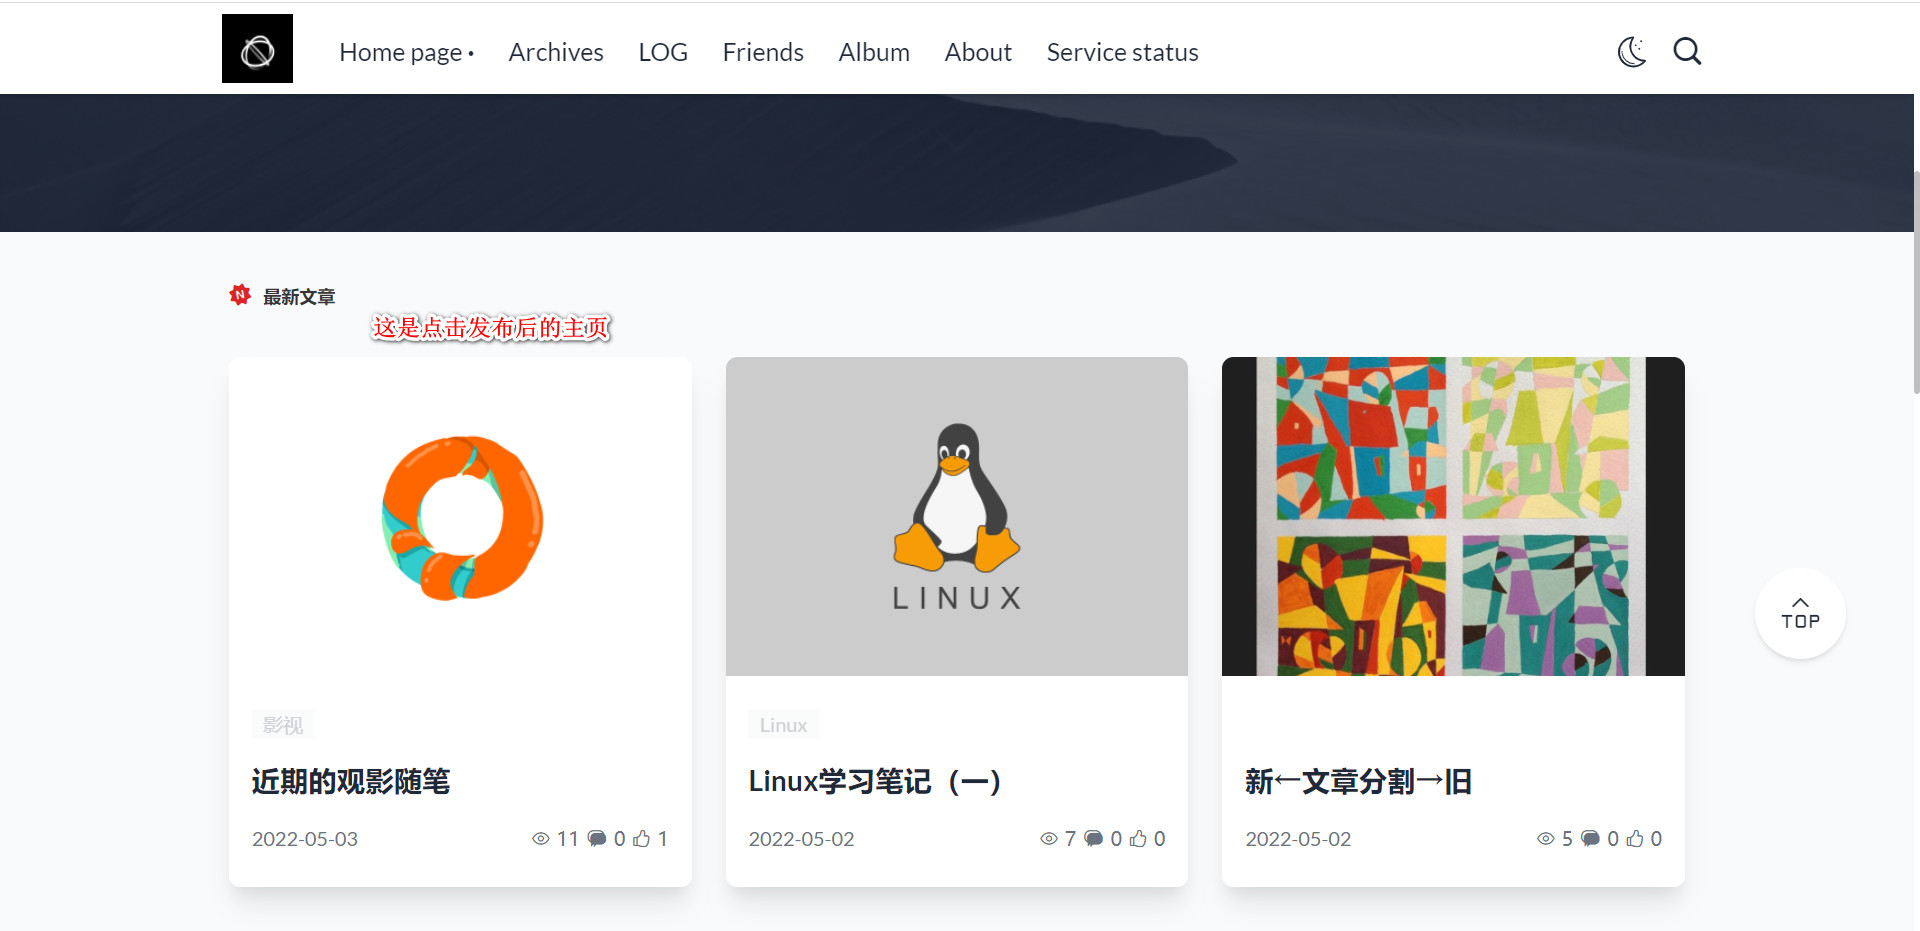 Home page • Archives LOG Friends Album About Service status
N 最新文章
这是点击发布后的主页
LINUX
TOP
影视 Linux
近期的观影随笔 Linux学习笔记（一） 新←文章分割→旧
2022-05-03 11 0 1 2022-05-02 7 0 0 2022-05-02 5 0 0